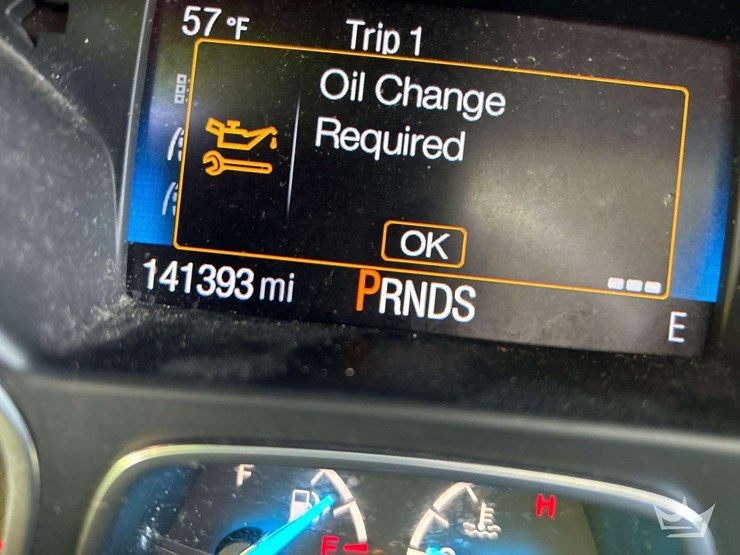 57 °F
Trip 1
Oil Change
Required
OK
141393 mi
PRNDS
E
F
H
E